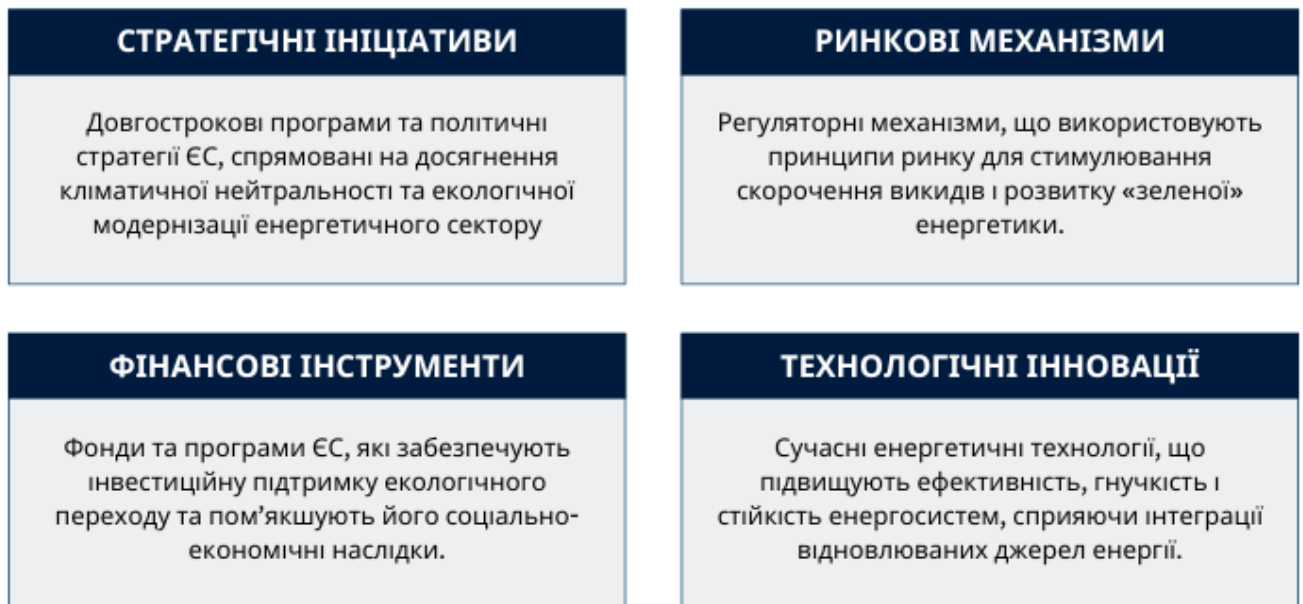 СТРАТЕГІЧНІ ІНІЦІАТИВИ
Довгострокові програми та політичні
стратегії ЄС, спрямовані на досягнення
кліматичної нейтральності та екологічної
модернізації енергетичного сектору
РИНКОВІ МЕХАНІЗМИ
Регуляторні механізми, що використовують
принципи ринку для стимулювання
скорочення викидів і розвитку «зеленої»
енергетики.
ФІНАНСОВІ ІНСТРУМЕНТИ
Фонди та програми ЄС, які забезпечують
інвестиційну підтримку екологічного
переходу та пом’якшують його соціально-
економічні наслідки.
ТЕХНОЛОГІЧНІ ІННОВАЦІЇ
Сучасні енергетичні технології, що
підвищують ефективність, гнучкість і
стійкість енергосистем, сприяючи інтеграції
відновлюваних джерел енергії.